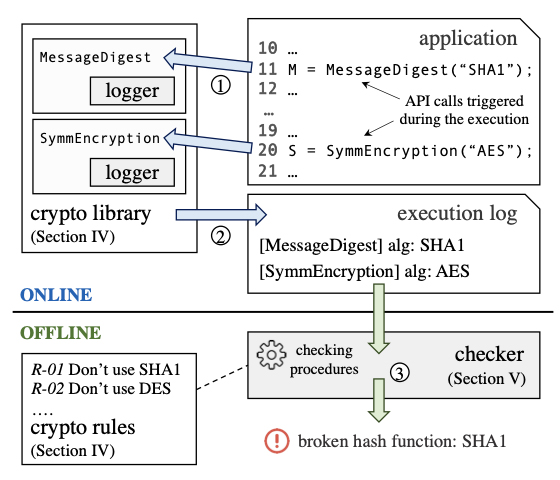 MessageDigest
logger
SymmEncryption
logger
crypto library
(Section IV)
①
②
application
10 …
11 M = MessageDigest(“SHA1”);
12 …
…
API calls triggered
during the execution
19 …
20 S = SymmEncryption(“AES”);
21 …
execution log
[MessageDigest] alg: SHA1
[SymmEncryption] alg: AES
ONLINE
OFFLINE
R-01 Don’t use SHA1
R-02 Don’t use DES
....
crypto rules
(Section IV)
checking
procedures
③
checker
(Section V)
broken hash function: SHA1